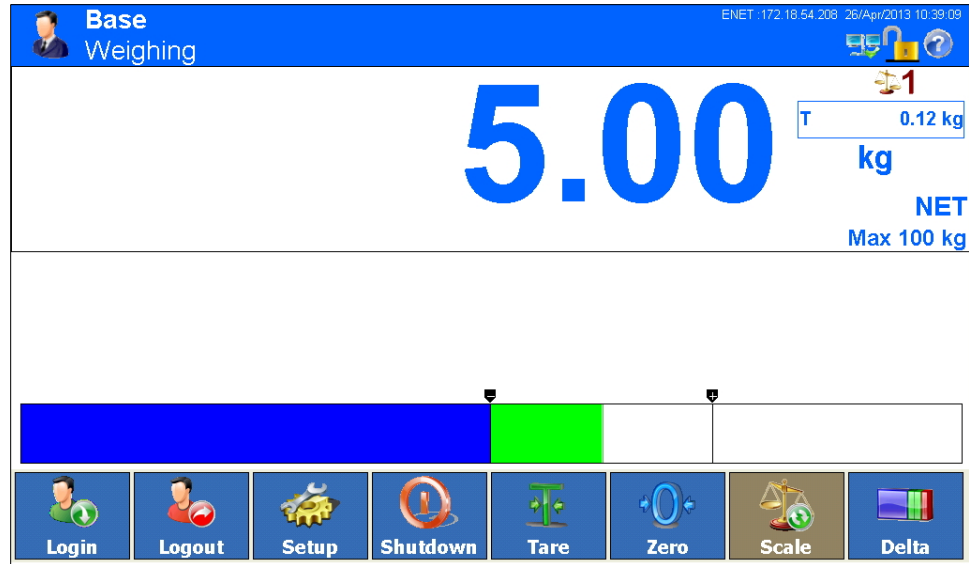 Base
Weighing
ENET :172.18.54.208 26/Apr/2013 10:39:09
?
1
5.00
T 0.12 kg
kg
NET
Max 100 kg
- +
0
Login Logout Setup Shutdown Tare Zero Scale Delta